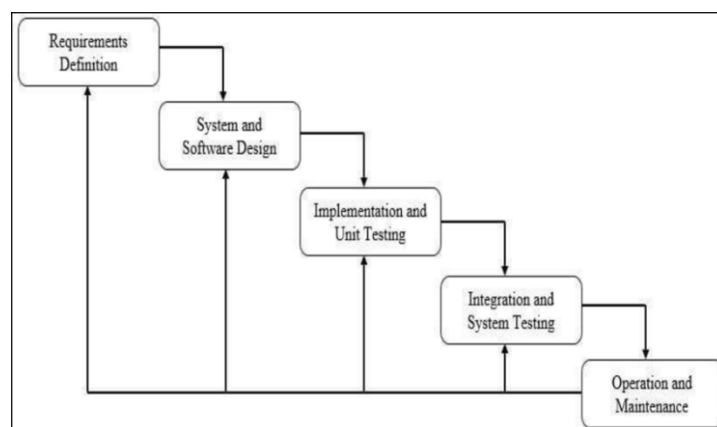 Requirements
Definition
System and
Software Design
Implementation and
Unit Testing
Integration and
System Testing
Operation and
Maintenance